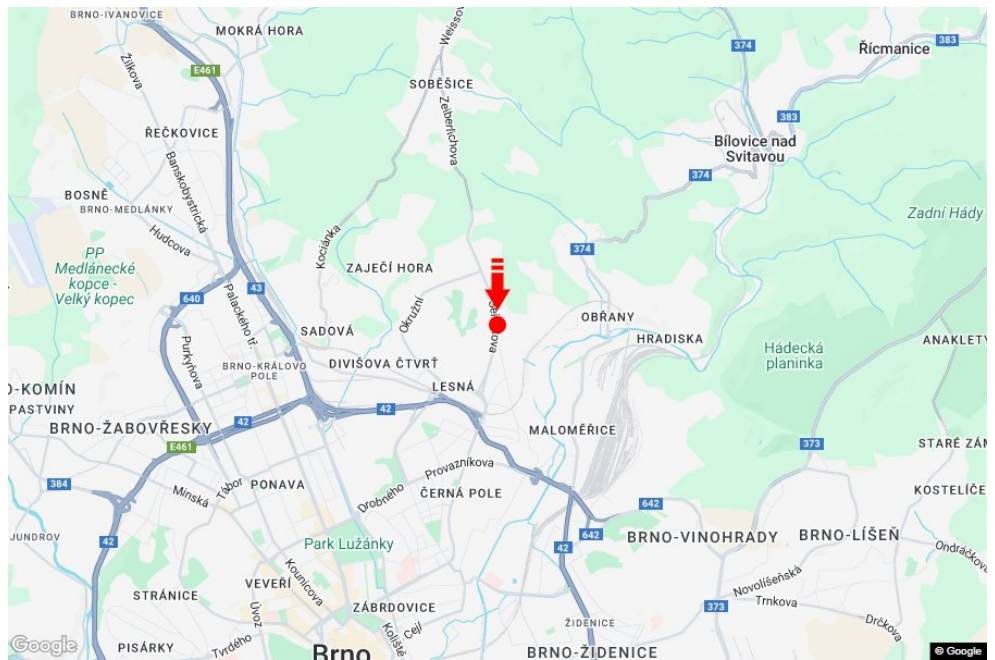 BRNO-IVANOVICE
MOKRÁ HORA
Weissova
383
374
Řícmanice
E461
Žilkova
SOBĚŠICE
383
ŘEČKOVICE
Zeiberlichova
Bílovice nad
Svitavou
Banskobystrická
374
BOSNĚ
BRNO-MEDLÁNKY
Zadní Hády
Hudcova
Kociánka
374
PP
Medlánecké
kopce -
Velký kopec
ZAJEČÍ HORA
43
640
Palackého tř.
Okružní
OBŘANY
SADOVÁ
HRADISKA
ANAKLETY
Purkyňova
Hádecká
planinka
BRNO-KRÁLOVO
POLE
DIVIŠOVA ČTVRŤ
O-KOMÍN
PASTVINY
LESNÁ
42
42
BRNO-ŽABOVŘESKY
MALOMĚŘICE
E461
373
STARÉ ZÁM
Provazníkova
384
Minská
Tábor
PONAVA
Drobného
ČERNÁ POLE
KOSTELÍČE
642
JUNDROV
42
Park Lužánky
642
42
BRNO-VINOHRADY
BRNO-LÍŠEŇ
Ondráčkova
Kounicova
VEVEŘÍ
Novolíšeňská
STRÁNICE
Úvoz
ZÁBRDOVICE
373
Trnkova
Drčkova
Koliště
Cejl
ŽIDENICE
PISÁRKY
Tvrdého
Brno
BRNO-ŽIDENICE
Google
© Google